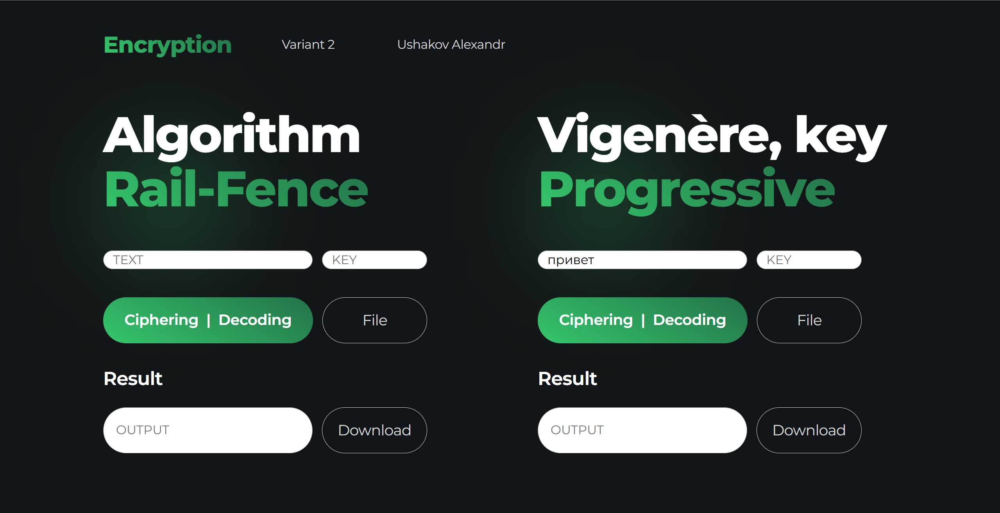 Encryption
Variant 2
Ushakov Alexandr
Algorithm
Rail-Fence
TEXT
KEY
Ciphering | Decoding
File
Result
OUTPUT
Download
Vigenère, key
Progressive
привет
KEY
Ciphering | Decoding
File
Result
OUTPUT
Download